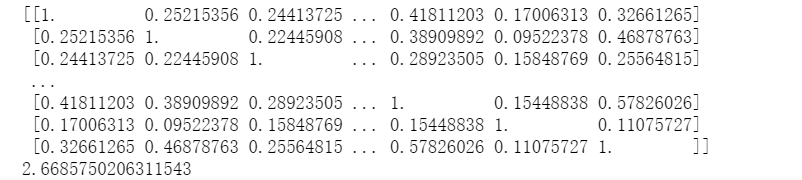 [[1.         0.25215356 0.24413725 ... 0.41811203 0.17006313 0.32661265]
 [0.25215356 1.         0.22445908 ... 0.38909892 0.09522378 0.46878763]
 [0.24413725 0.22445908 1.         ... 0.28923505 0.15848769 0.25564815]
 ...
 [0.41811203 0.38909892 0.28923505 ... 1.         0.15448838 0.57826026]
 [0.17006313 0.09522378 0.15848769 ... 0.15448838 1.         0.11075727]
 [0.32661265 0.46878763 0.25564815 ... 0.57826026 0.11075727 1.        ]]
2.6685750206311543